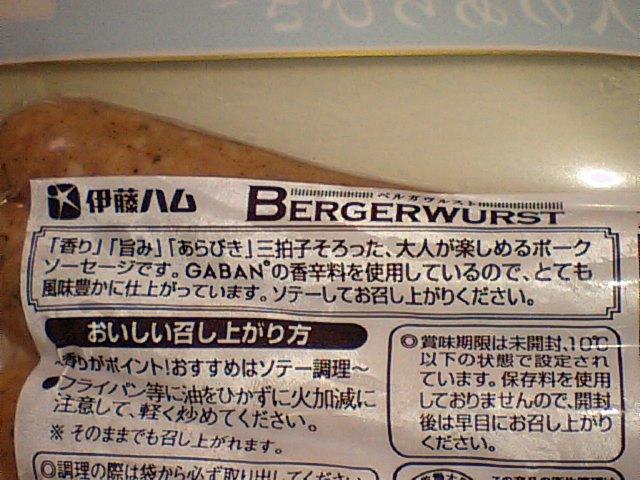 人のあらびき
伊藤ハム
ベルガヴルスト
BERGERWURST
「香り」「旨み」「あらびき」三拍子そろった、大人が楽しめるポーク
ソーセージです。GABAN®の香辛料を使用しているので、とても
風味豊かに仕上がっています。ソテーしてお召し上がりください。
おいしい召し上がり方
~香りがポイント!おすすめはソテー調理~
フライパン等に油をひかずに火加減に
注意して、軽く炒めてください。
※そのままでも召し上がれます。
◎調理の際は袋から必ず取り出してください
◎賞味期限は未開封、10℃
以下の状態で設定され
ています。保存料を使用
しておりませんので、開封
後は早目にお召し上がり
ください。